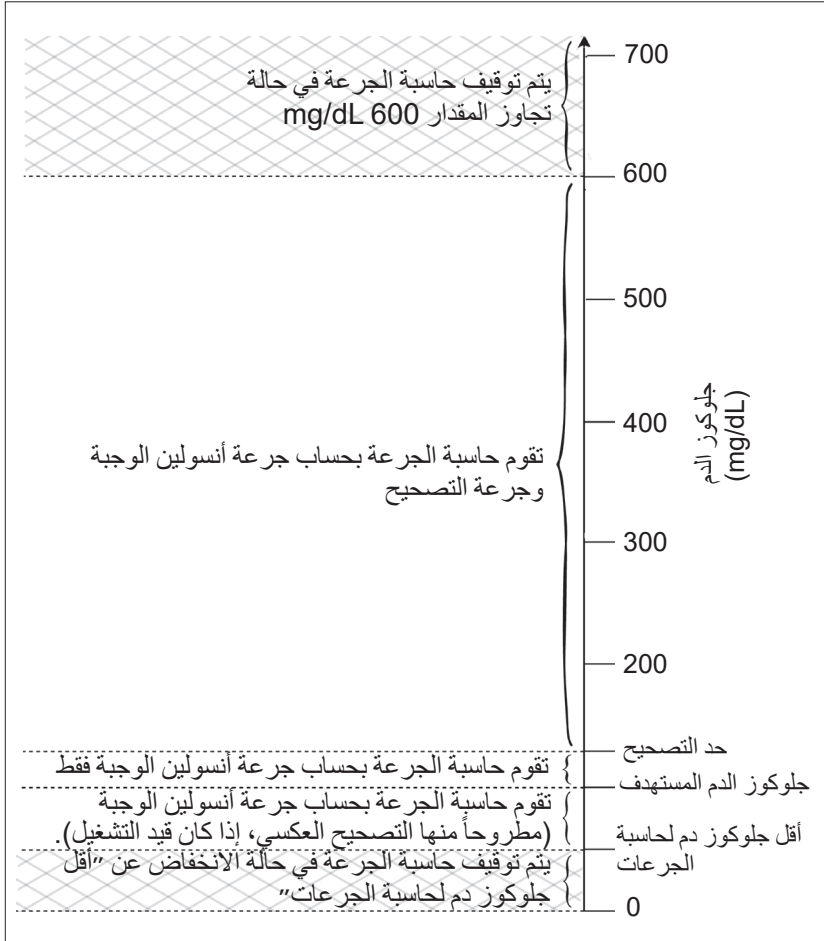 700
يتم توقيف حاسبة الجرعة في حالة
تجاوز المقدار 600 mg/dL
600
500
400
جلوكوز الدم
(mg/dL)
تقوم حاسبة الجرعة بحساب جرعة أنسولين الوجبة
وجرعة التصحيح
300
200
حد التصحيح
تقوم حاسبة الجرعة بحساب جرعة أنسولين الوجبة فقط
جلوكوز الدم المستهدف
تقوم حاسبة الجرعة بحساب جرعة أنسولين الوجبة
(مطروحاً منها التصحيح العكسي، إذا كان قيد التشغيل).
أقل جلوكوز دم لحاسبة
الجرعات
يتم توقيف حاسبة الجرعة في حالة الانخفاض عن "أقل
جلوكوز دم لحاسبة الجرعات"
0